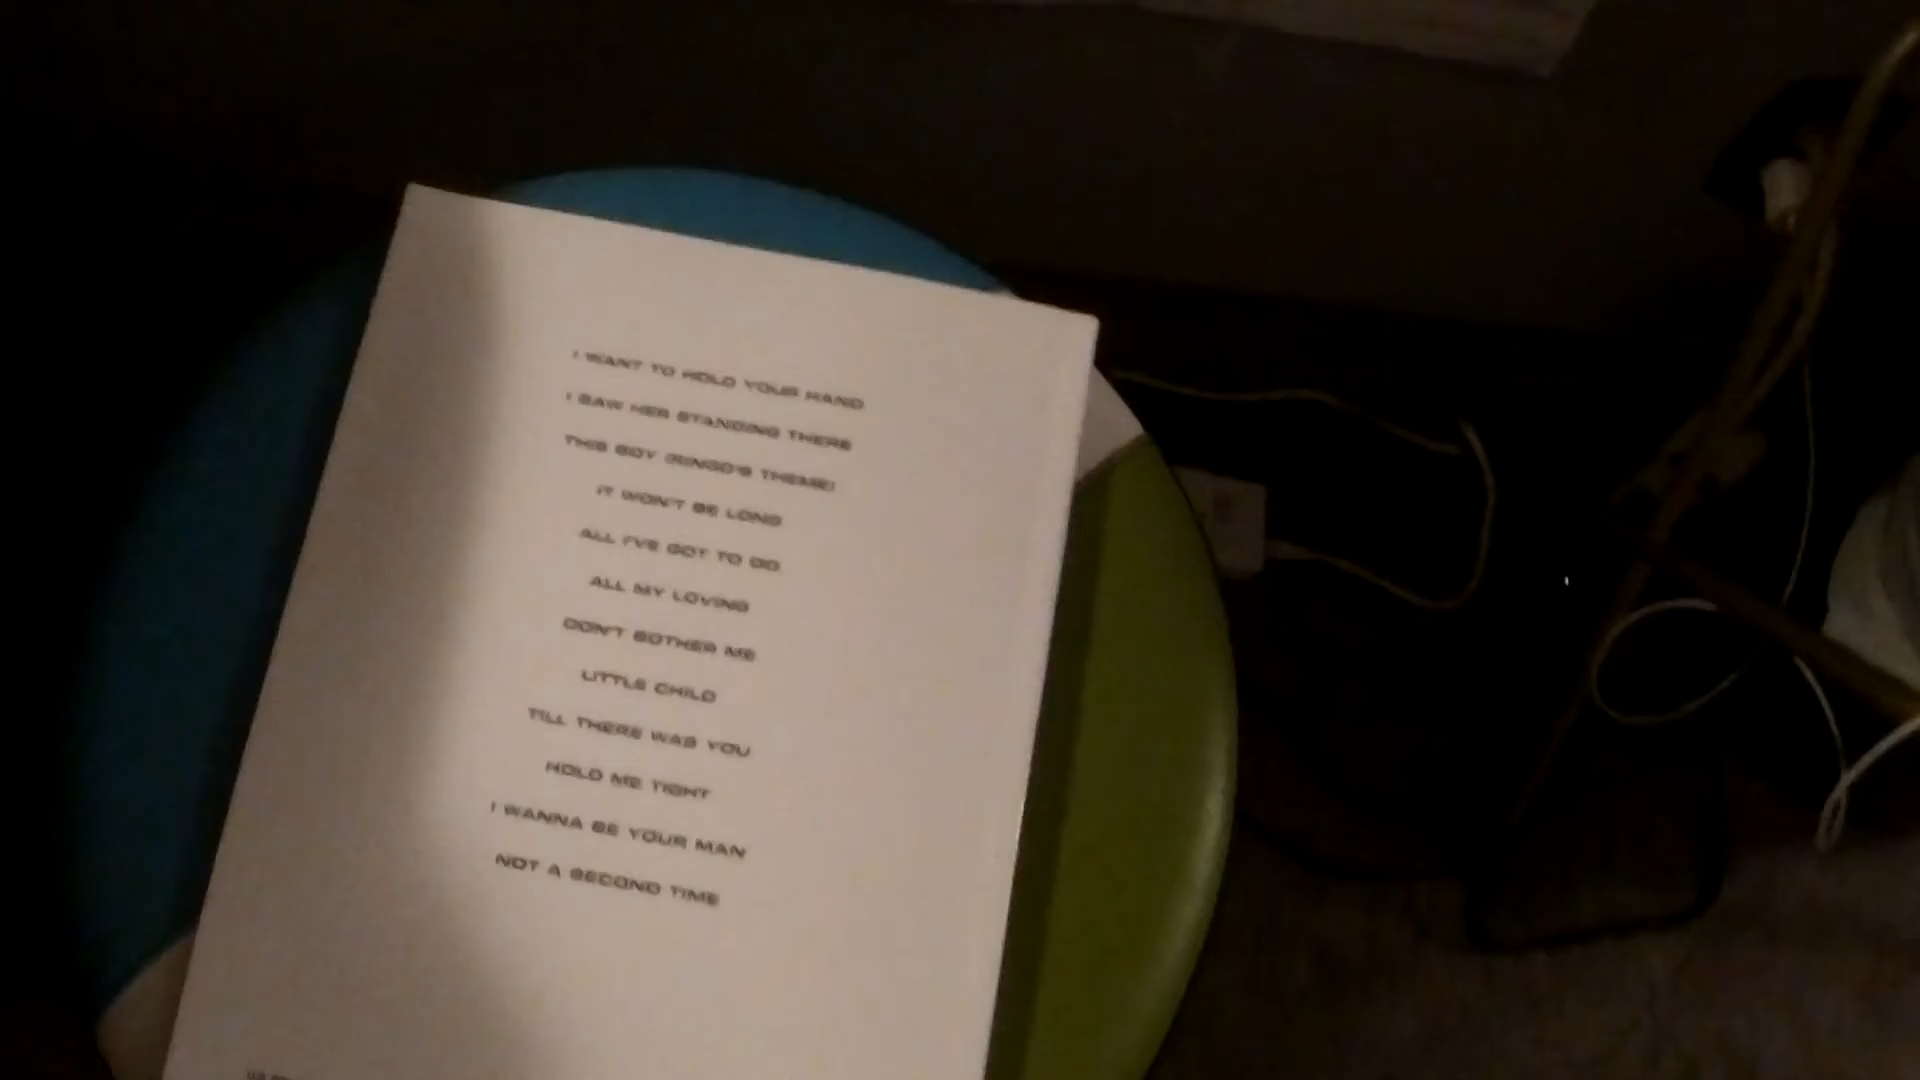 I WANT TO HOLD YOUR HAND
I SAW HER STANDING THERE
THIS BOY (RINGO'S THEME)
IT WON'T BE LONG
ALL I'VE GOT TO DO
ALL MY LOVING
DON'T BOTHER ME
LITTLE CHILD
TILL THERE WAS YOU
HOLD ME TIGHT
I WANNA BE YOUR MAN
NOT A SECOND TIME